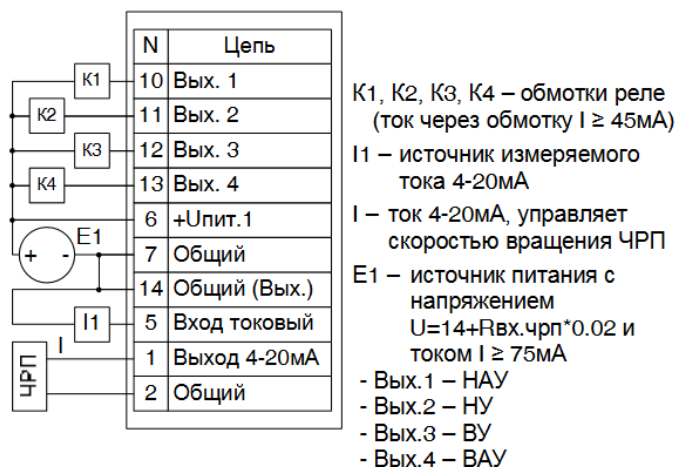 N Цепь
К1 10 Вых. 1
К2 11 Вых. 2
К3 12 Вых. 3
К4 13 Вых. 4
6 +Uпит.1
+ - E1 7 Общий
14 Общий (Вых.)
I1 5 Вход токовый
ЧРП I 1 Выход 4-20мА
2 Общий
К1, К2, К3, К4 – обмотки реле
(ток через обмотку I ≥ 45мА)
I1 – источник измеряемого
тока 4-20мА
I – ток 4-20мА, управляет
скоростью вращения ЧРП
E1 – источник питания с
напряжением
U=14+Rвх.чрп*0.02 и
током I ≥ 75мА
- Вых.1 – НАУ
- Вых.2 – НУ
- Вых.3 – ВУ
- Вых.4 – ВАУ